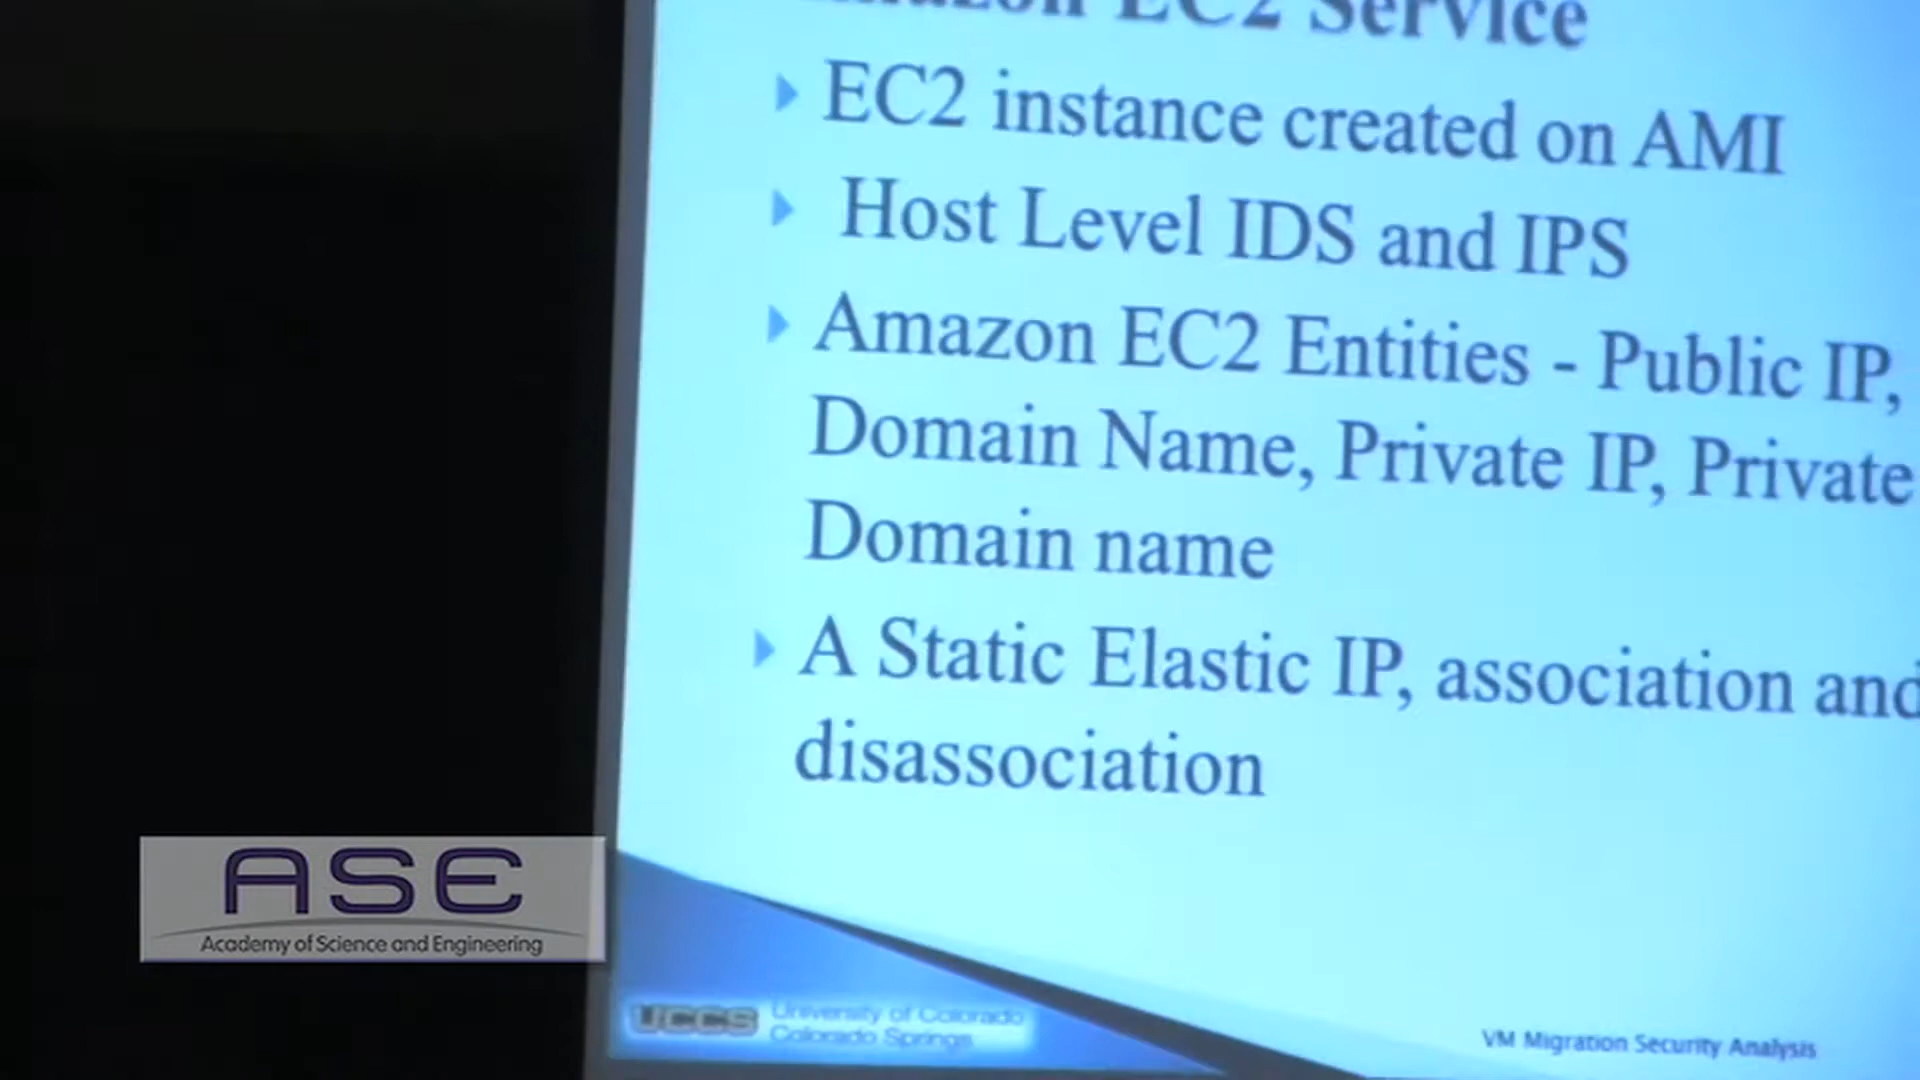 EC2 Service
EC2 instance created on AMI
Host Level IDS and IPS
Amazon EC2 Entities - Public IP,
Domain Name, Private IP, Private
Domain name
A Static Elastic IP, association and
disassociation
ASE
Academy of Science and Engineering
UCCS University of Colorado
Colorado Springs
VM Migration Security Analysis